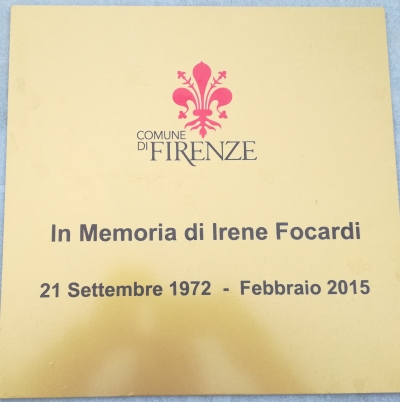 COMUNE
DI FIRENZE
In Memoria di Irene Focardi
21 Settembre 1972 - Febbraio 2015